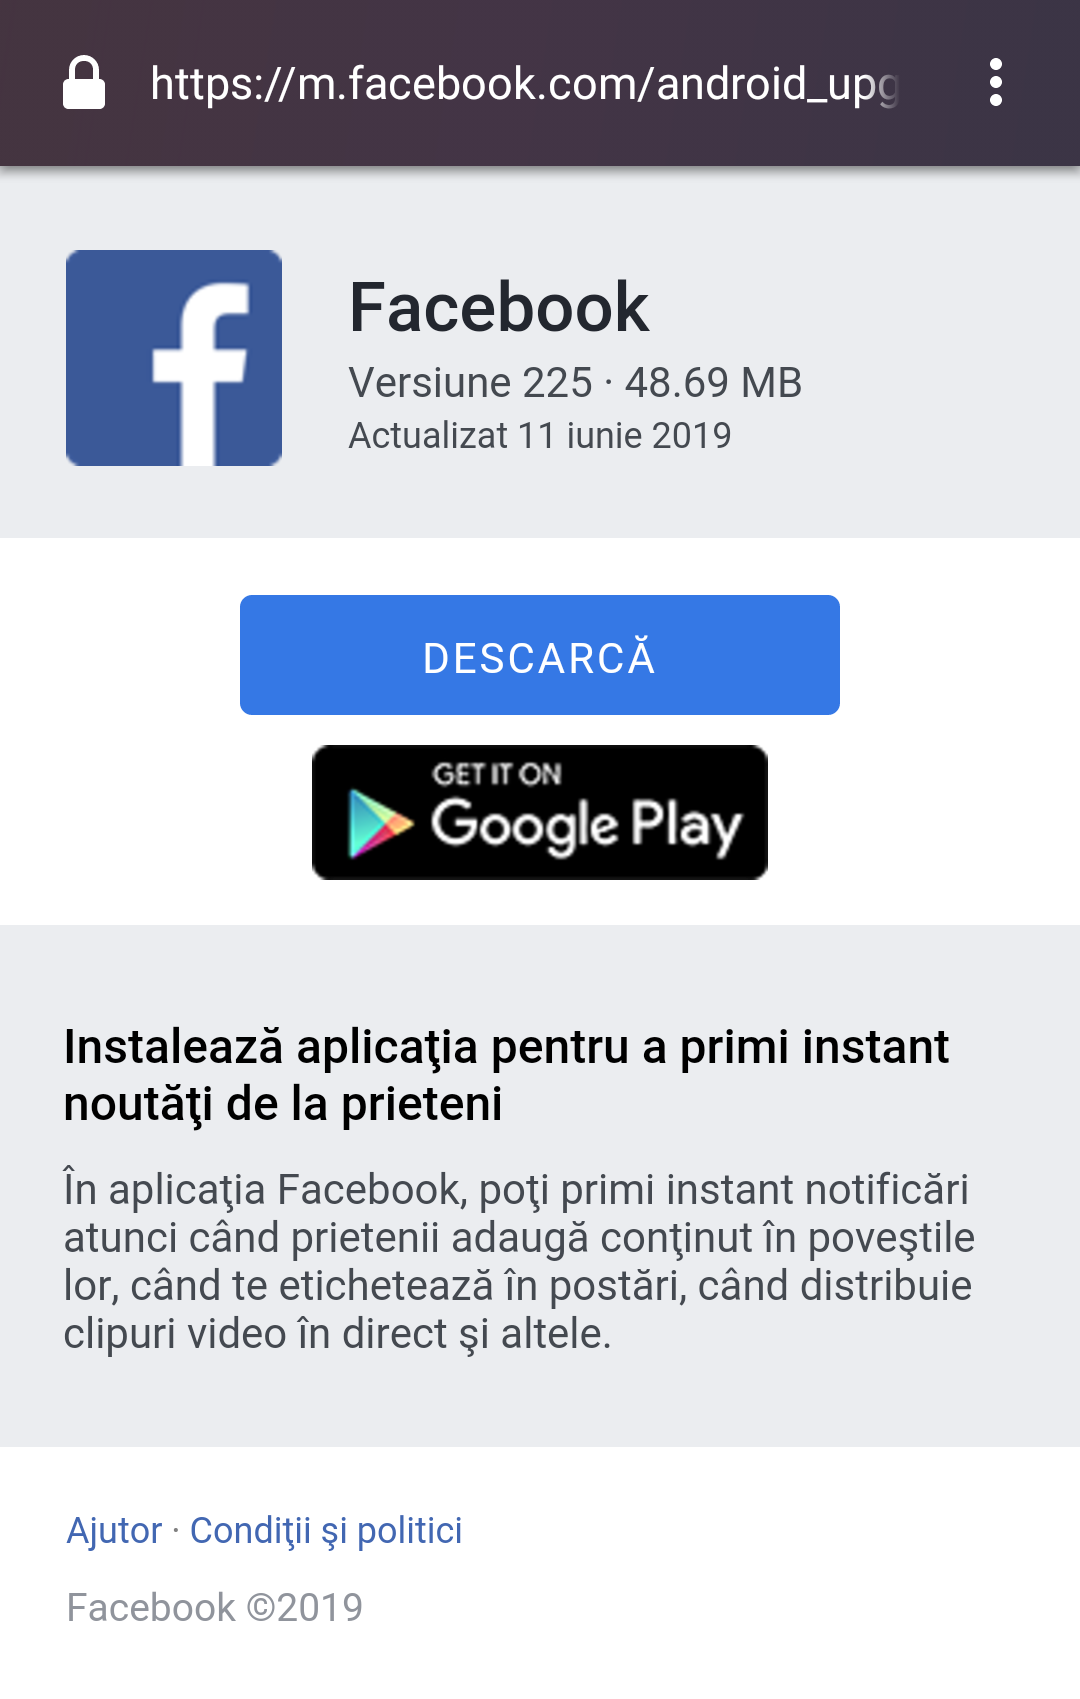 https://m.facebook.com/android_upg
Facebook
Versiune 225 · 48.69 MB
Actualizat 11 iunie 2019
DESCARCĂ
GET IT ON
Google Play
Instalează aplicaţia pentru a primi instant
noutăţi de la prieteni
În aplicaţia Facebook, poţi primi instant notificări
atunci când prietenii adaugă conţinut în poveştile
lor, când te etichetează în postări, când distribuie
clipuri video în direct şi altele.
Ajutor · Condiţii şi politici
Facebook ©2019